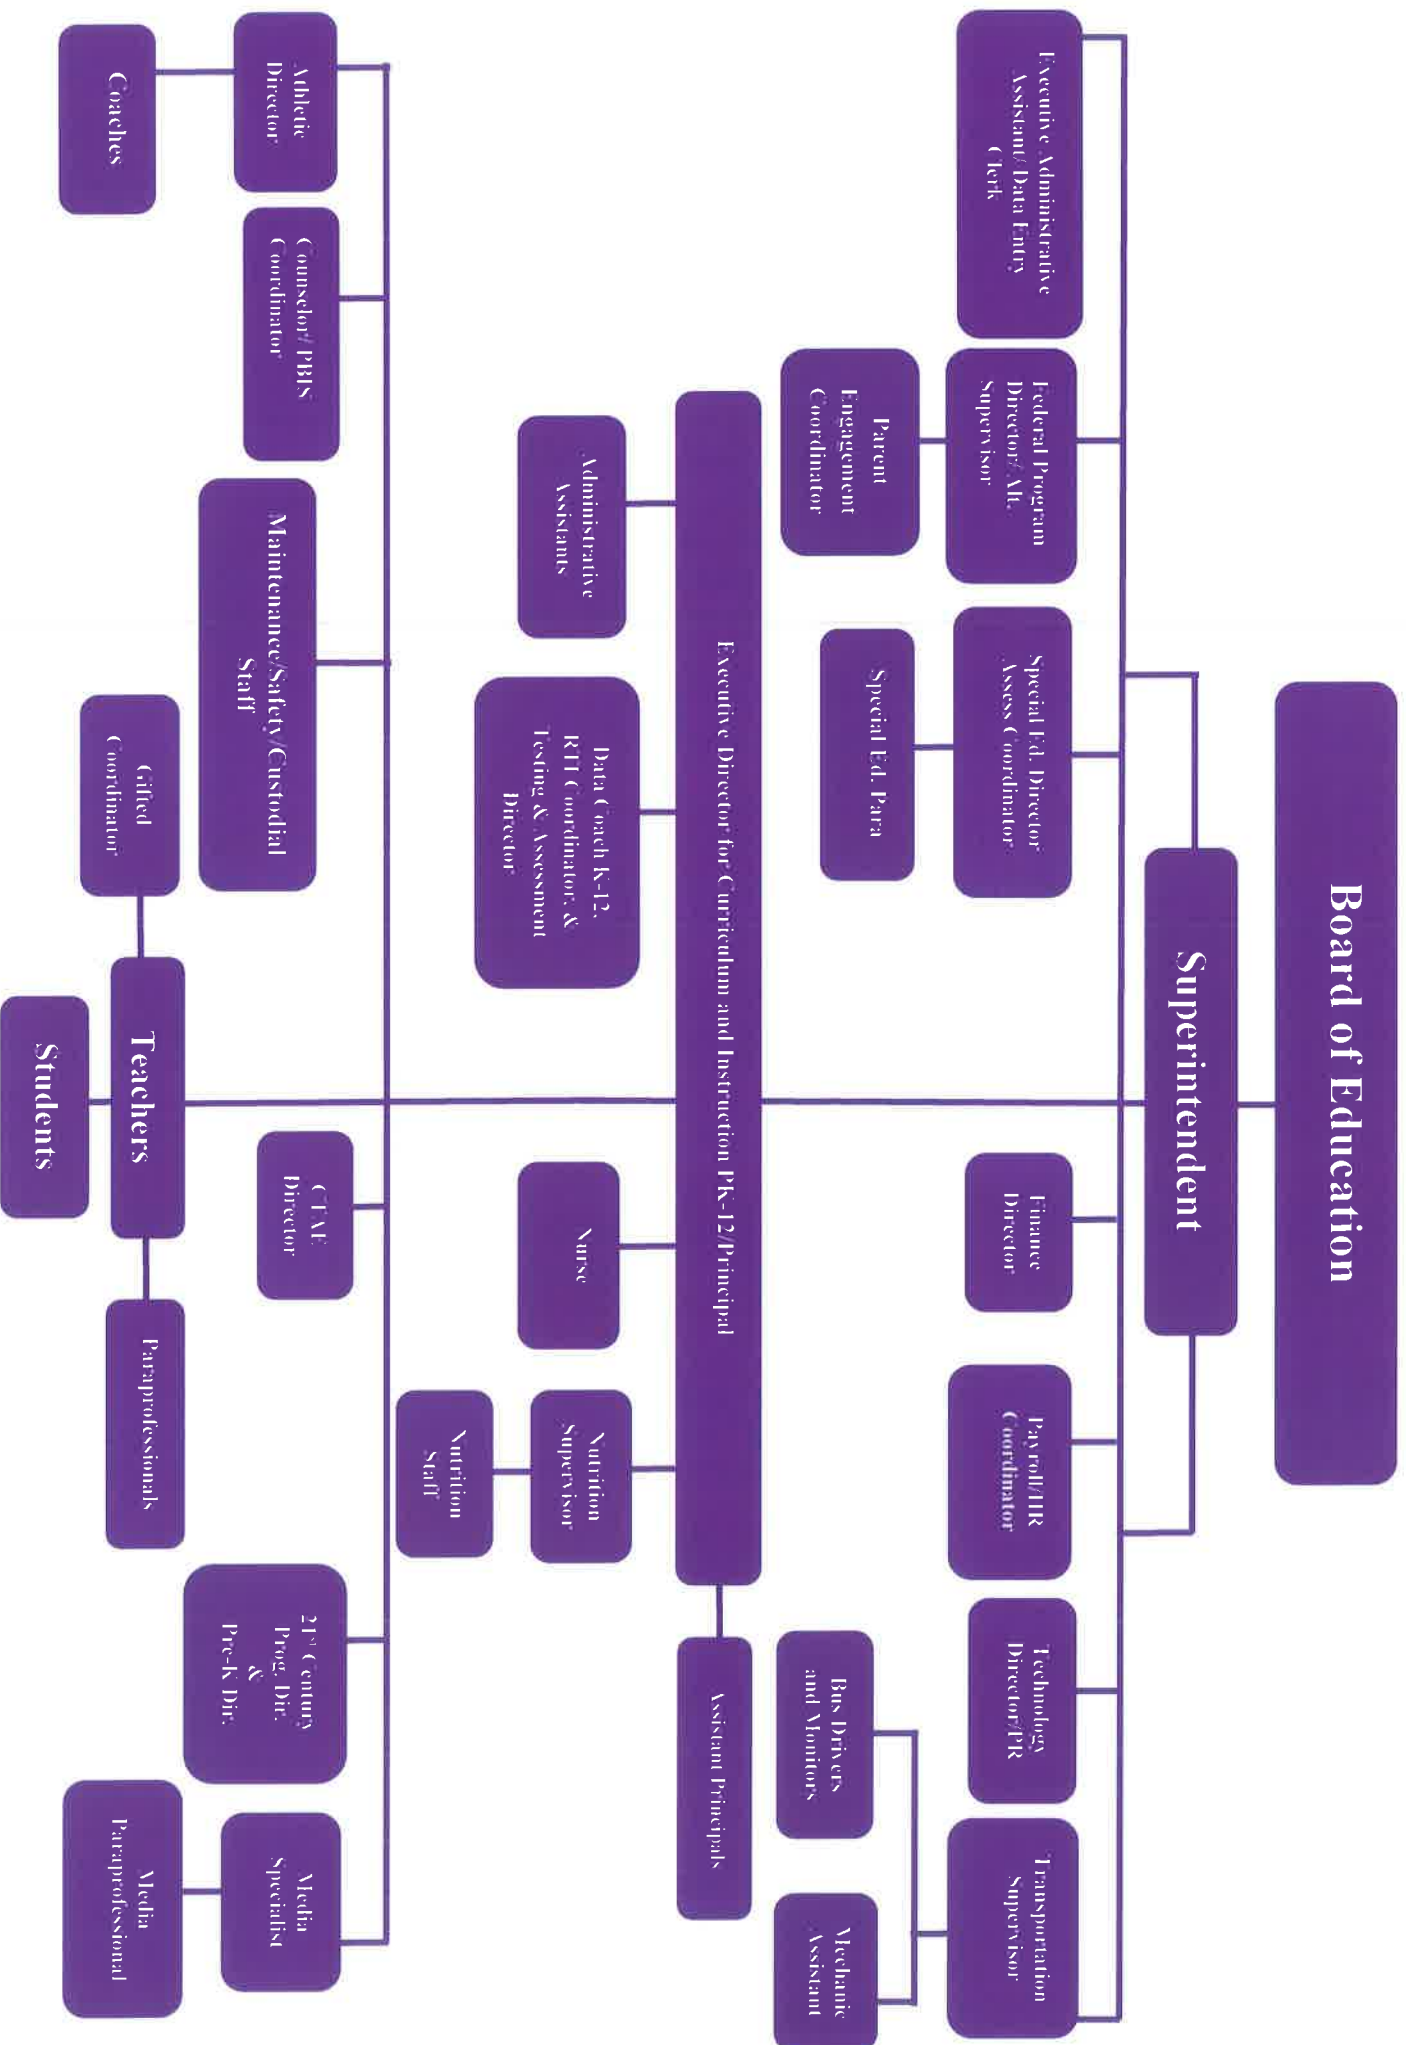 Board of Education
Superintendent
Executive Administrative
Assistant/ Data Entry
Clerk
Federal Program
Director/Alt.
Supervisor
Special Ed. Director
Assess Coordinator
Finance
Director
Payroll/HR
Coordinator
Technology
Director/PR
Transportation
Supervisor
Parent
Engagement
Coordinator
Special Ed. Para
Bus Drivers
and Monitors
Mechanic
Assistant
Executive Director for Curriculum and Instruction PK-12/Principal
Assistant Principals
Administrative
Assistants
Data Coach K-12,
RTI Coordinator, &
Testing & Assessment
Director
Nurse
Nutrition
Supervisor
Nutrition
Staff
Athletic
Director
Counselor/ PBIS
Coordinator
Maintenance/Safety/Custodial
Staff
CTAE
Director
21st Century
Prog. Dir.
&
Pre-K Dir.
Media
Specialist
Coaches
Gifted
Coordinator
Teachers
Paraprofessionals
Media
Paraprofessional
Students